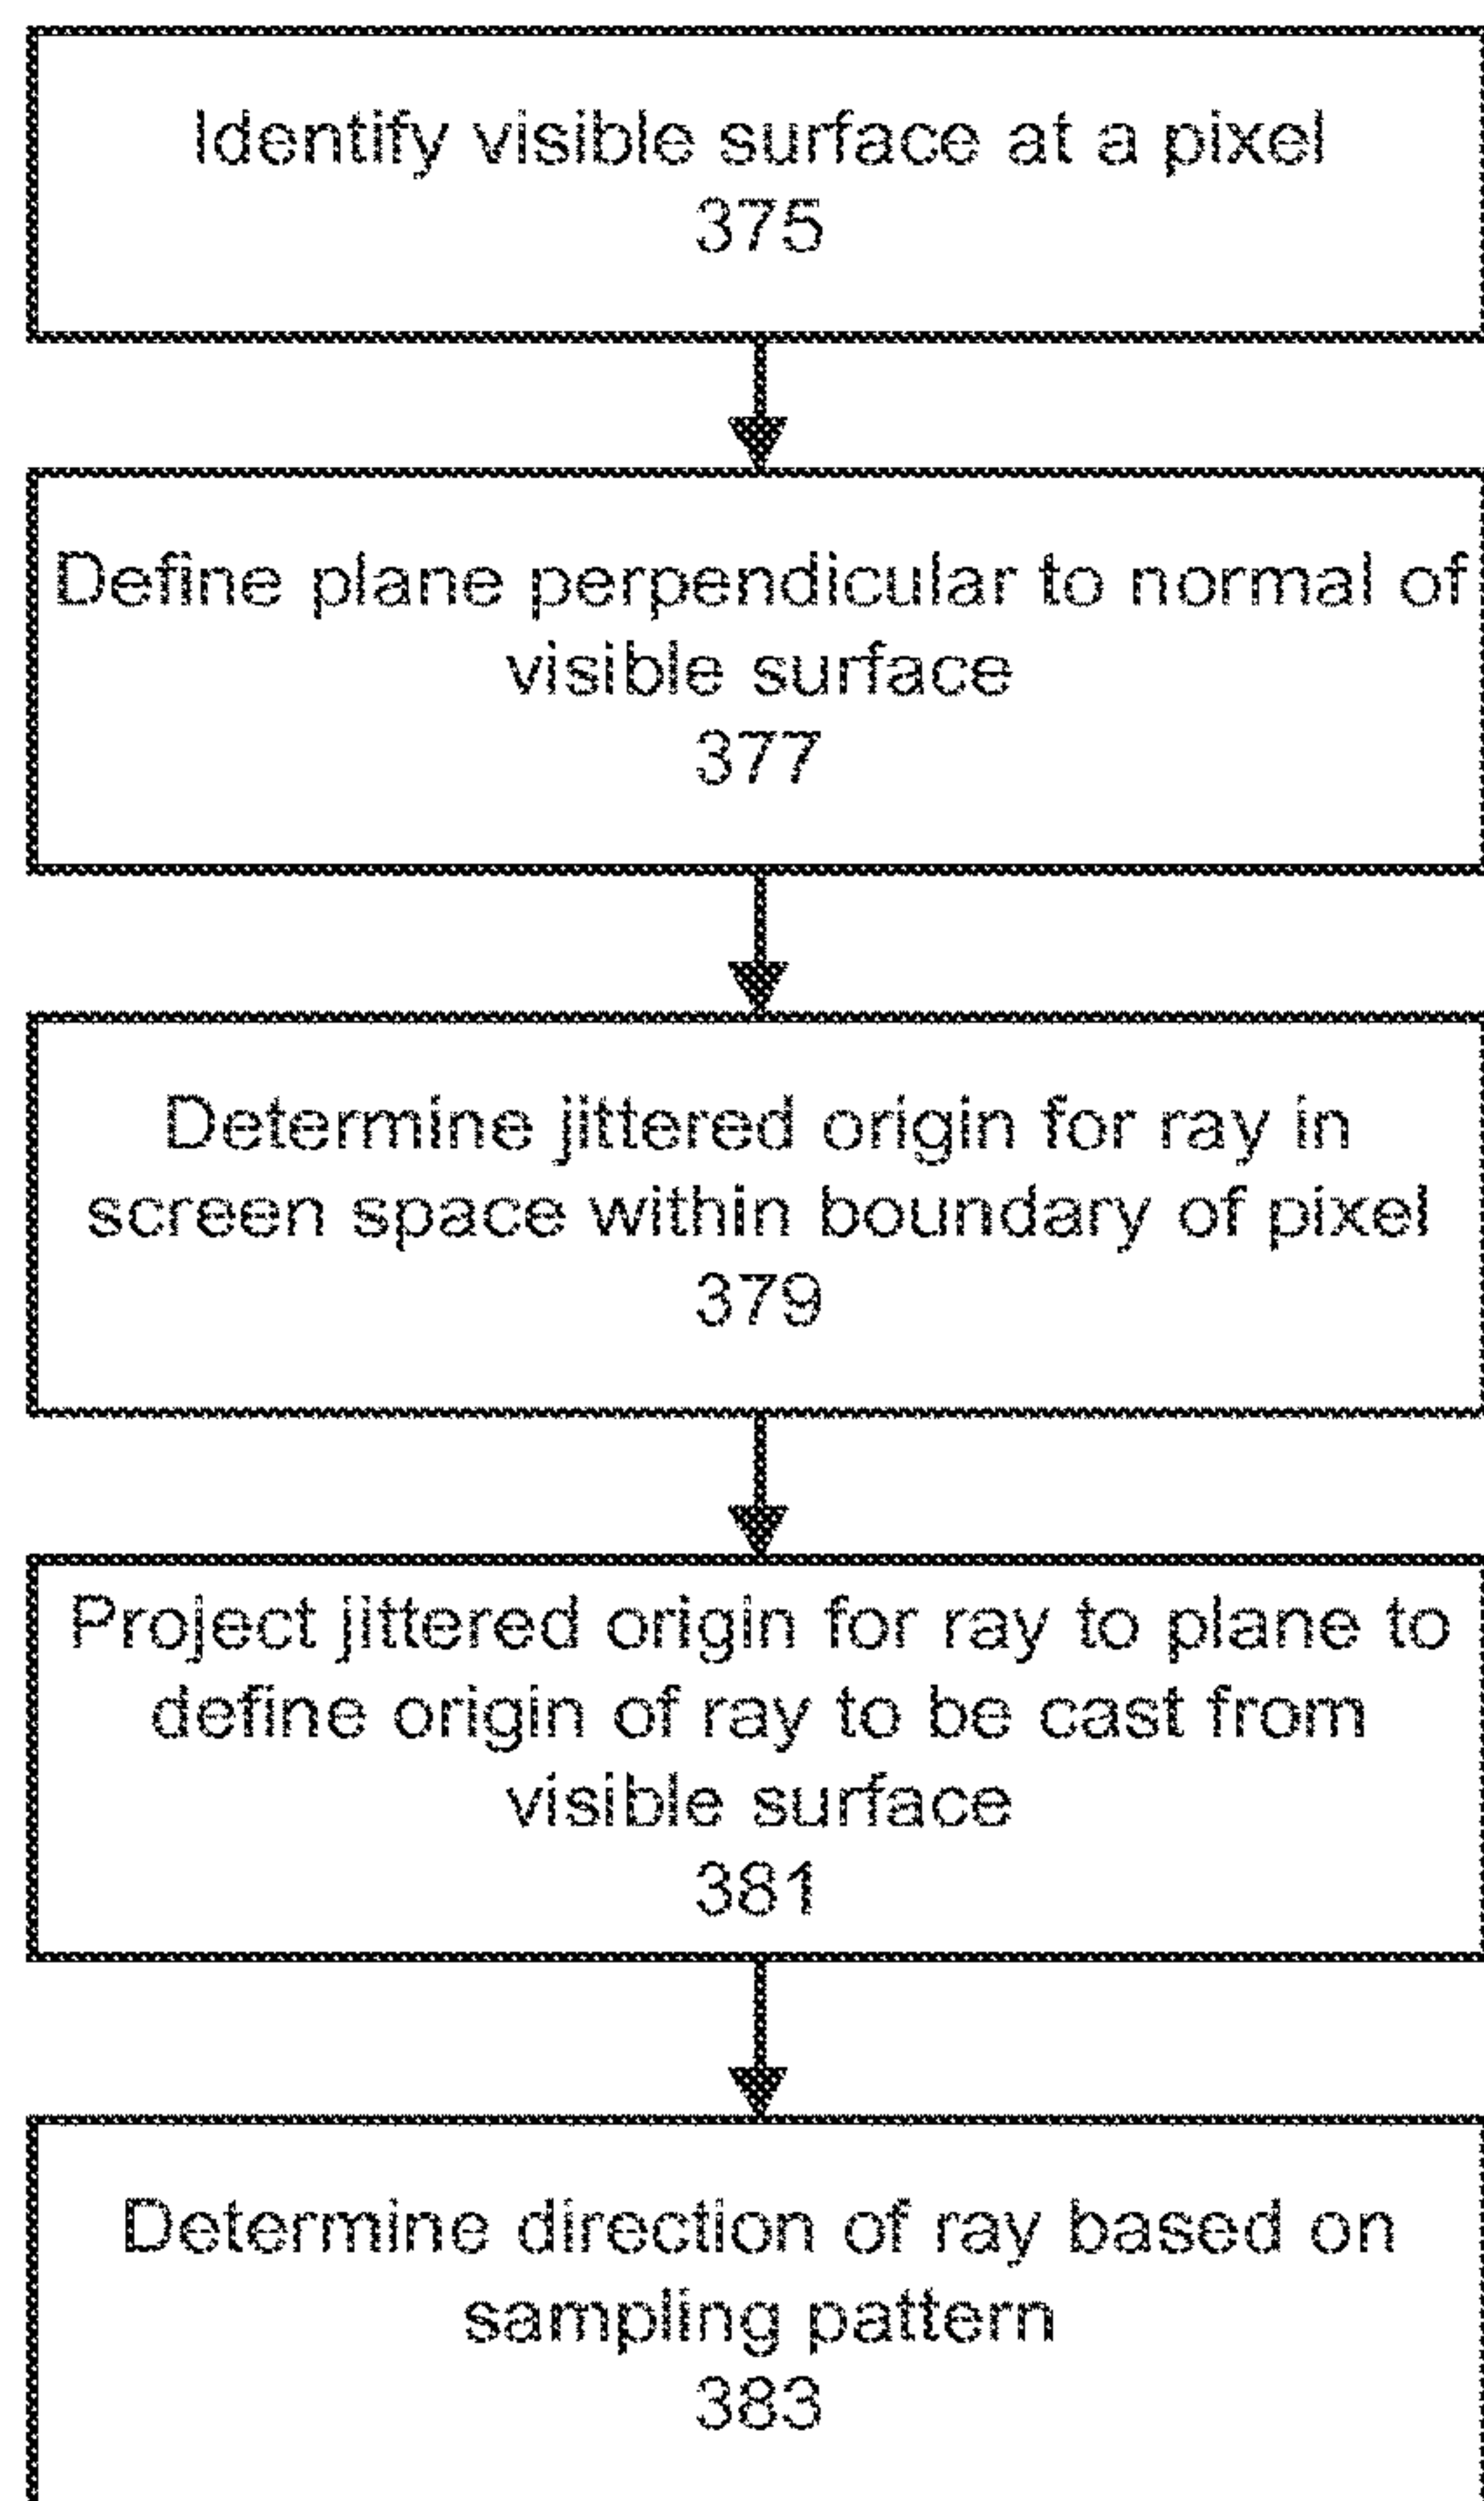 Identify visible surface at a pixel
375
Define plane perpendicular to normal of
visible surface
377
Determine jittered origin for ray in
screen space within boundary of pixel
379
Project jittered origin for ray to plane to
define origin of ray to be cast from
visible surface
381
Determine direction of ray based on
sampling pattern
383